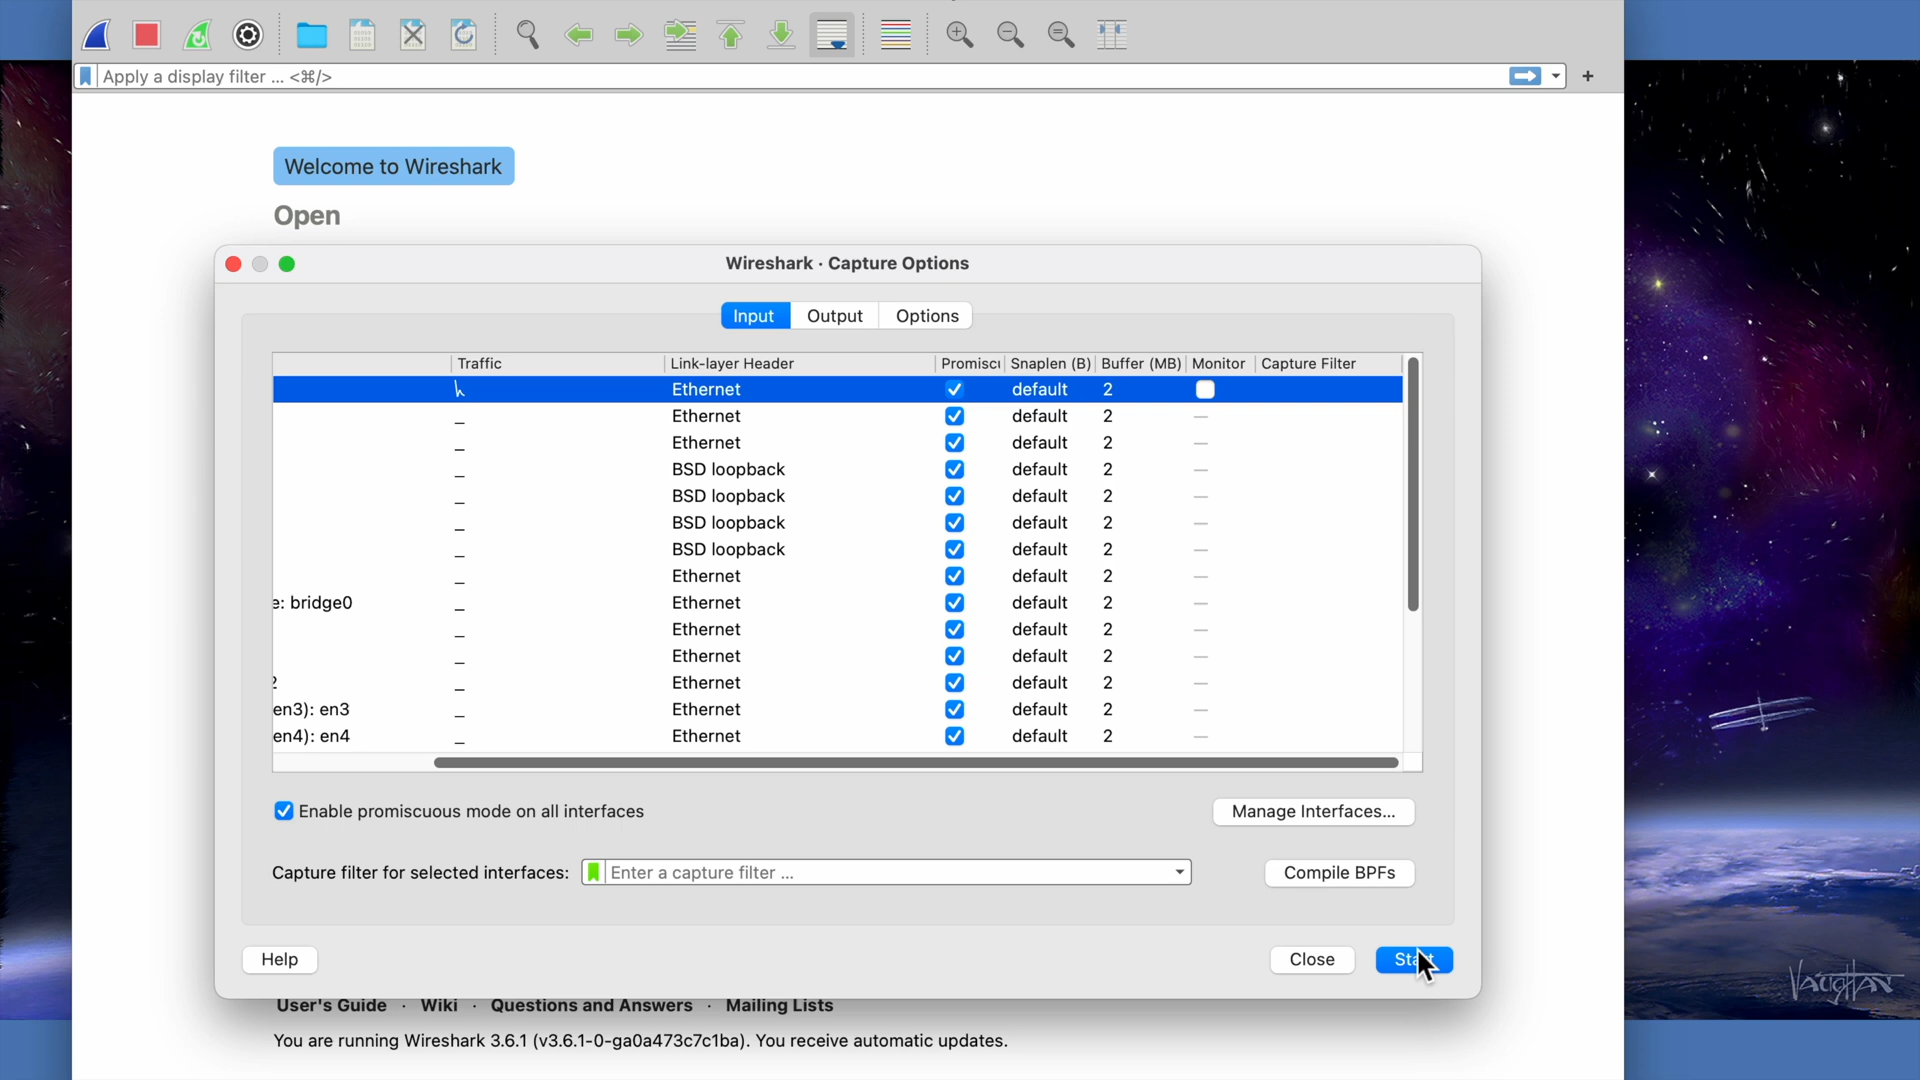 Apply a display filter ... <⌘/>
+
Welcome to Wireshark
Open
Wireshark · Capture Options
Input Output Options
Traffic Link-layer Header Promiscu Snaplen (B) Buffer (MB) Monitor Capture Filter
Ethernet default 2
_ Ethernet default 2 —
_ Ethernet default 2 —
_ BSD loopback default 2 —
_ BSD loopback default 2 —
_ BSD loopback default 2 —
_ BSD loopback default 2 —
_ Ethernet default 2 —
e: bridge0 _ Ethernet default 2 —
_ Ethernet default 2 —
_ Ethernet default 2 —
2 _ Ethernet default 2 —
en3): en3 _ Ethernet default 2 —
en4): en4 _ Ethernet default 2 —
Enable promiscuous mode on all interfaces Manage Interfaces...
Capture filter for selected interfaces: Enter a capture filter ... Compile BPFs
Help Close Start
User's Guide · Wiki · Questions and Answers · Mailing Lists
You are running Wireshark 3.6.1 (v3.6.1-0-ga0a473c7c1ba). You receive automatic updates.
VAUGHAN